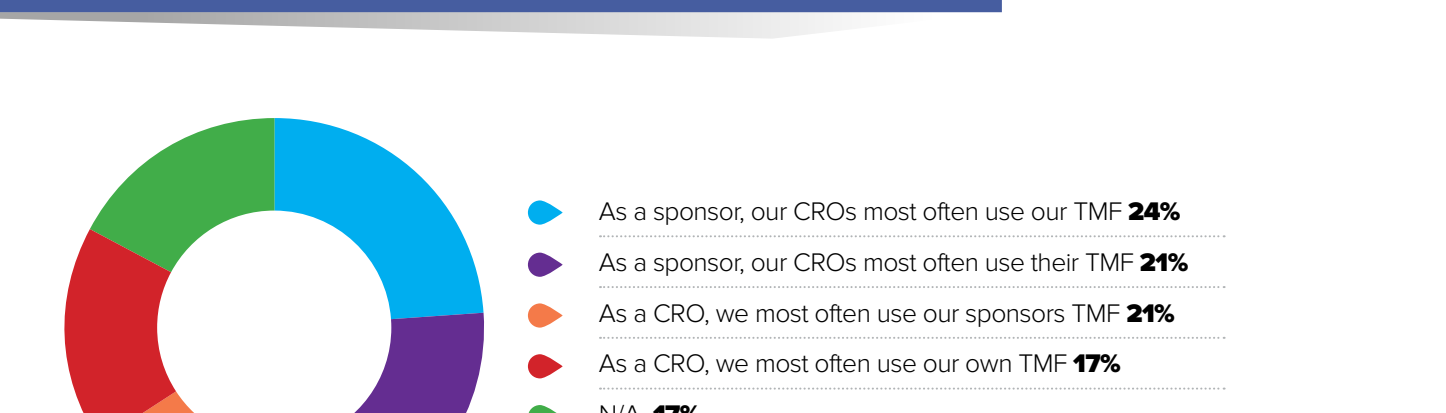 As a sponsor, our CROs most often use our TMF 24%
As a sponsor, our CROs most often use their TMF 21%
As a CRO, we most often use our sponsors TMF 21%
As a CRO, we most often use our own TMF 17%
N/A 17%